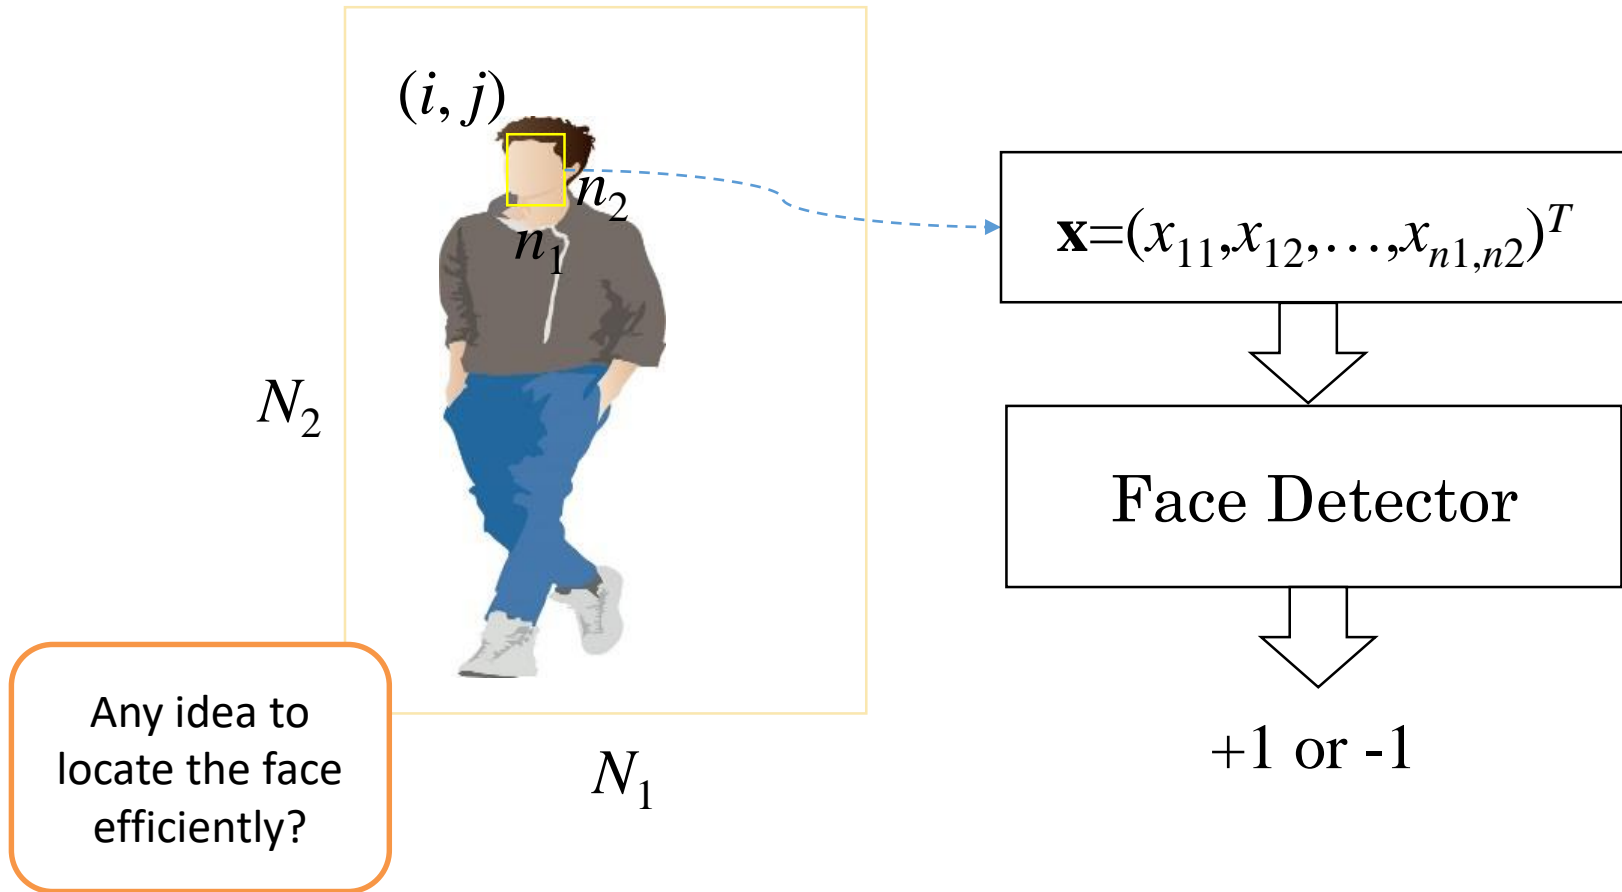 (i, j)
n₂
n₁
N₂
N₁
x=(x₁₁,x₁₂,…,xₙ₁,ₙ₂)ᵀ
Face Detector
+1 or -1
Any idea to
locate the face
efficiently?